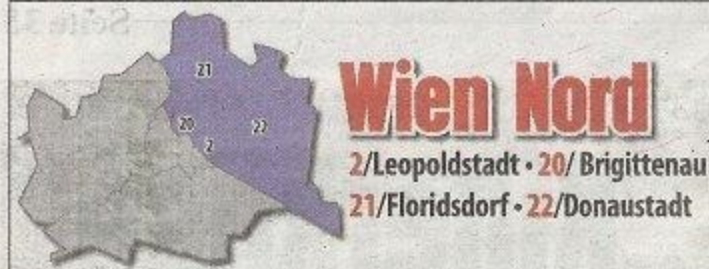 21
20
2
22
Wien Nord
2/Leopoldstadt • 20/Brigittenau
21/Floridsdorf • 22/Donaustadt